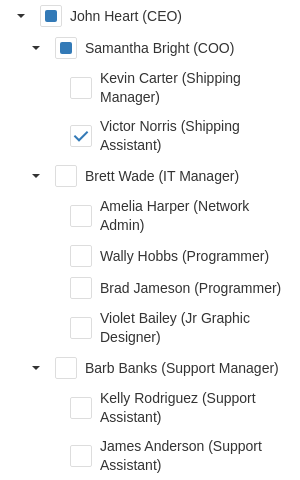 John Heart (CEO)
Samantha Bright (COO)
Kevin Carter (Shipping
Manager)
Victor Norris (Shipping
Assistant)
Brett Wade (IT Manager)
Amelia Harper (Network
Admin)
Wally Hobbs (Programmer)
Brad Jameson (Programmer)
Violet Bailey (Jr Graphic
Designer)
Barb Banks (Support Manager)
Kelly Rodriguez (Support
Assistant)
James Anderson (Support
Assistant)